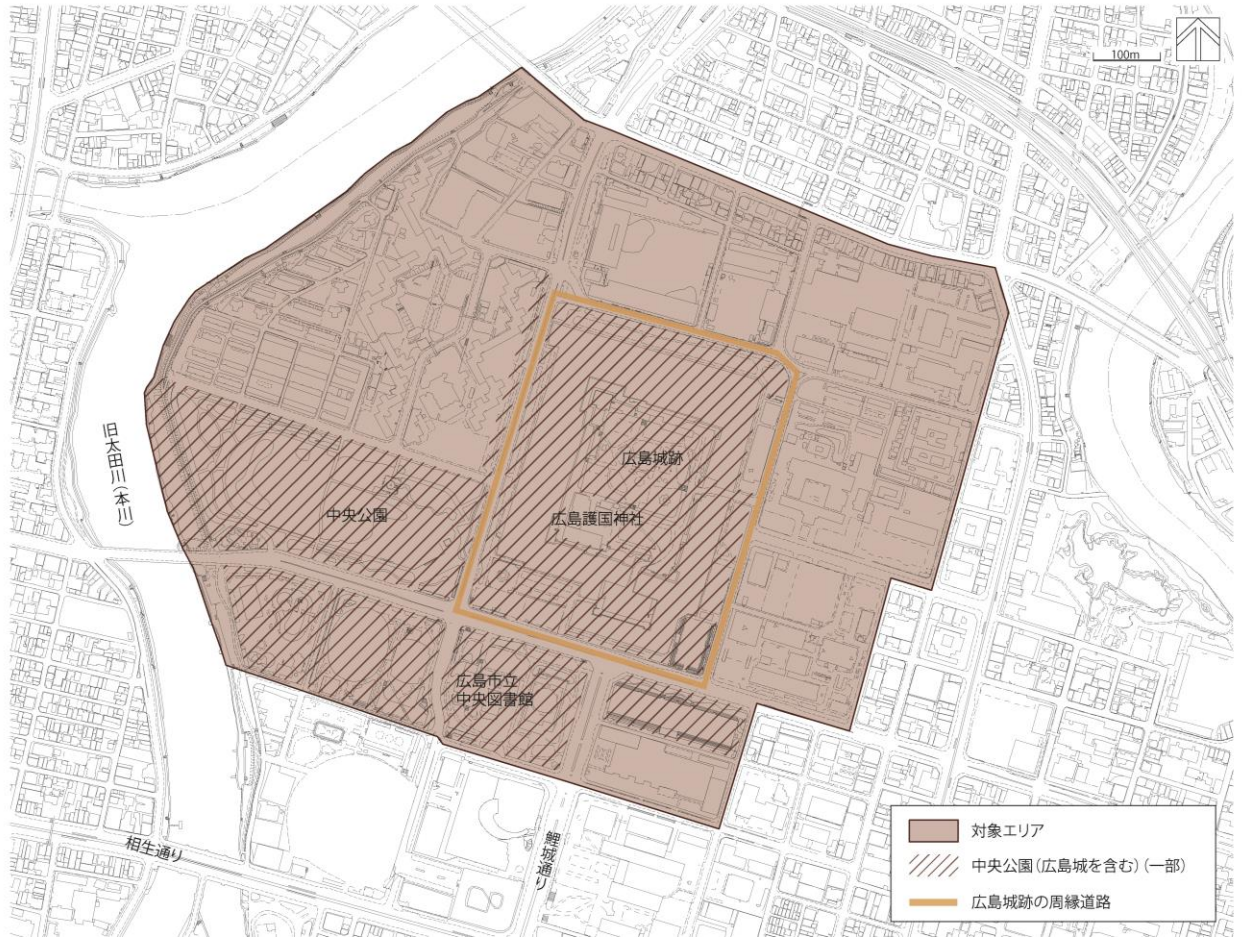 100m
旧太田川(本川)
広島城跡
中央公園
広島護国神社
広島市立
中央図書館
相生通り
鯉城通り
対象エリア
中央公園(広島城を含む)(一部)
広島城跡の周縁道路